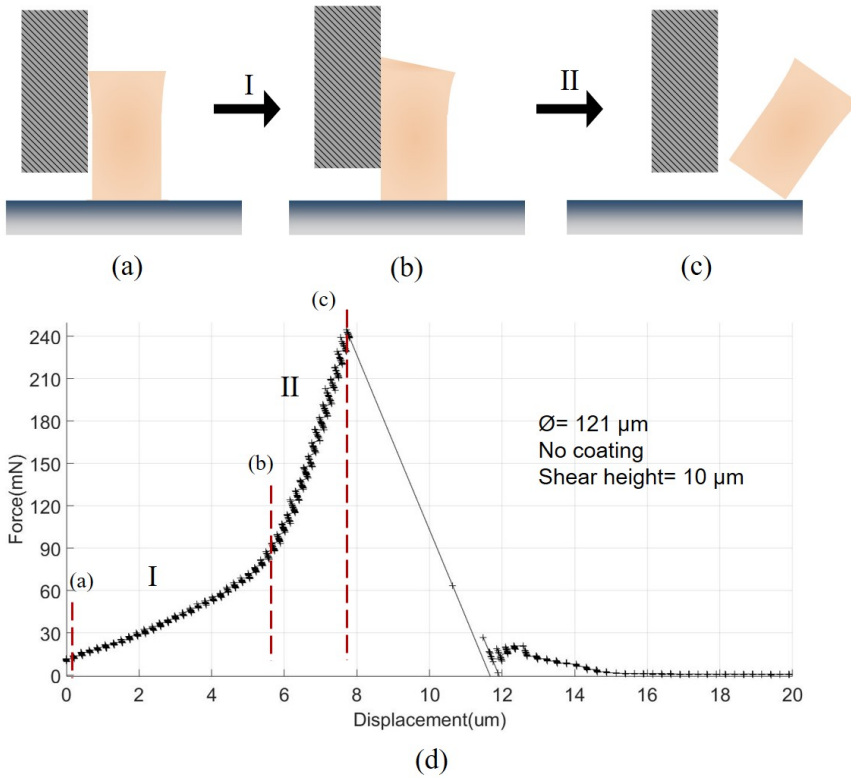 I
II
(a)
(b)
(c)
(c)
240
210
II
180
Ø= 121 μm
No coating
Shear height= 10 μm
150
(b)
120
Force(mN)
90
(a)
I
60
30
0
0 2 4 6 8 10 12 14 16 18 20
Displacement(um)
(d)